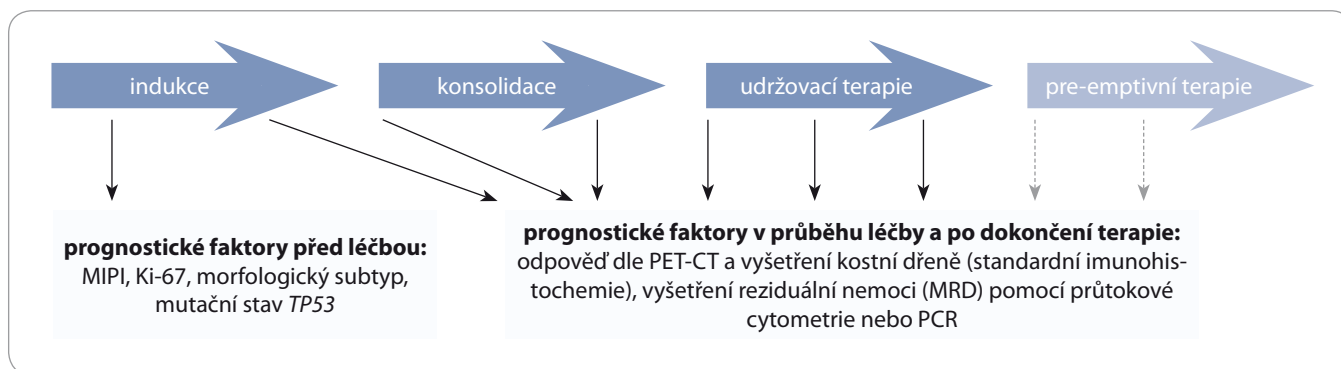 indukce
konsolidace
udržovací terapie
pre-emptivní terapie
prognostické faktory před léčbou:
MIPI, Ki-67, morfologický subtyp,
mutační stav TP53
prognostické faktory v průběhu léčby a po dokončení terapie:
odpověď dle PET-CT a vyšetření kostní dřeně (standardní imunohis-
tochemie), vyšetření reziduální nemoci (MRD) pomocí průtokové
cytometrie nebo PCR